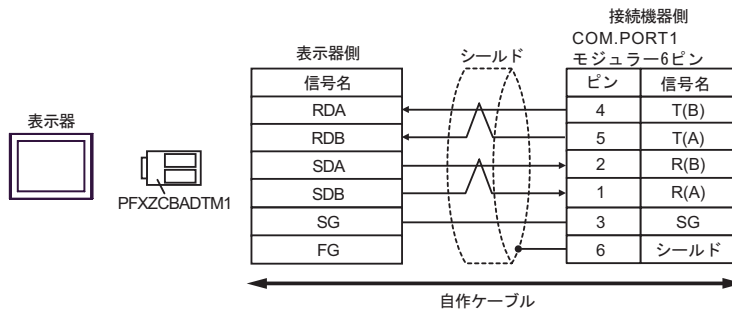 接続機器側
COM.PORT1
モジュラー6ピン
表示器側
シールド
信号名
ピン
信号名
RDA
4
T(B)
RDB
5
T(A)
SDA
2
R(B)
SDB
1
R(A)
SG
3
SG
FG
6
シールド
表示器
PFXZCBADTM1
自作ケーブル